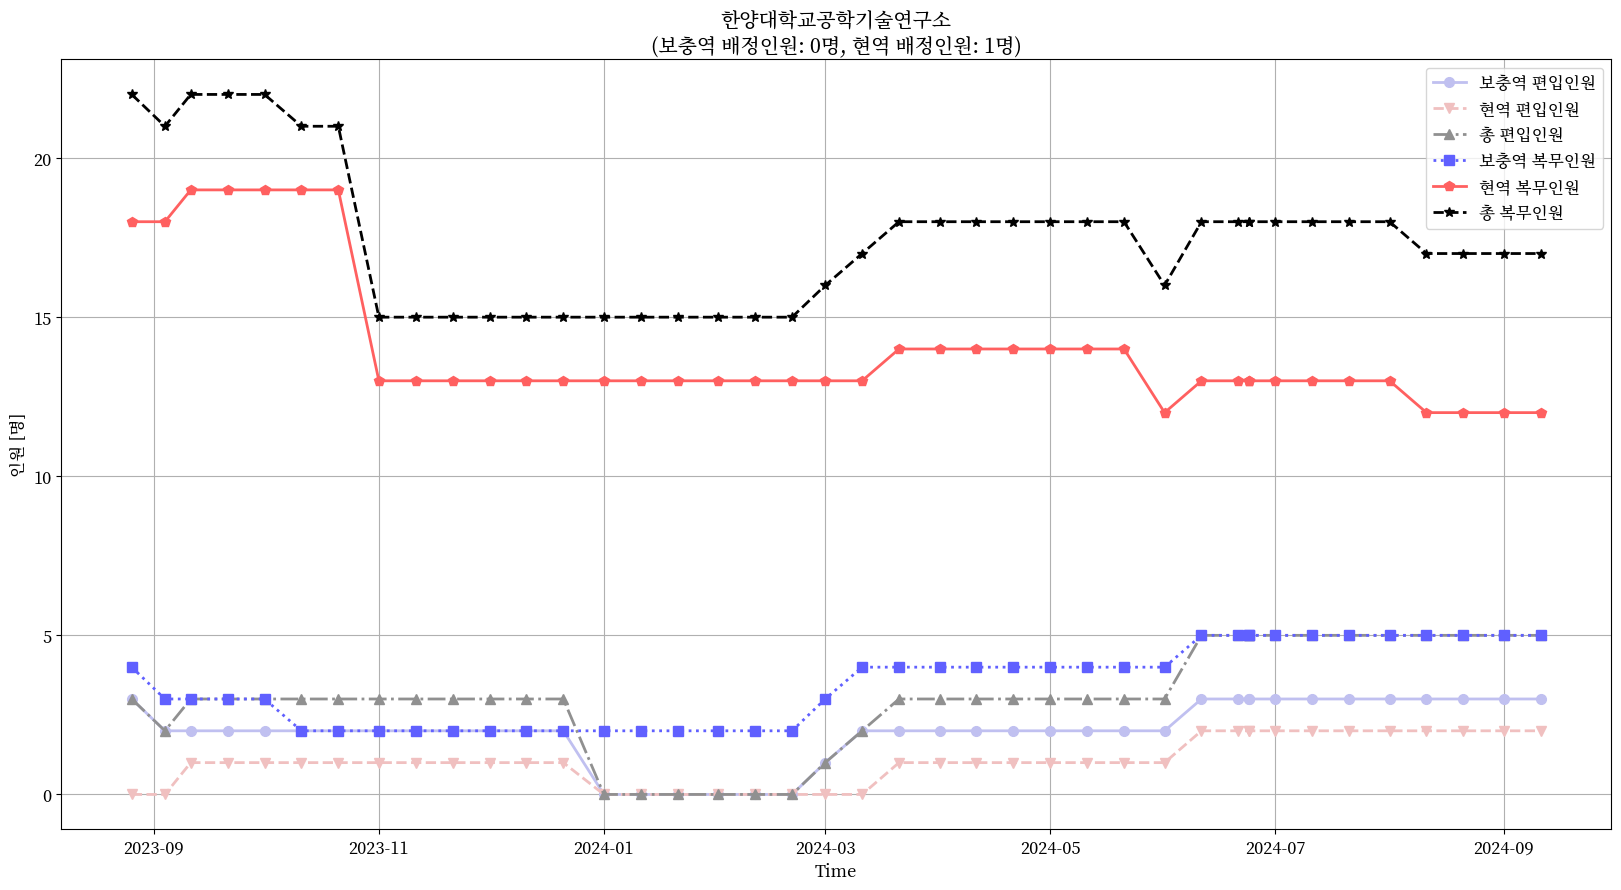 한양대학교공학기술연구소
(보충역 배정인원: 0명, 현역 배정인원: 1명)
보충역 편입인원
현역 편입인원
총 편입인원
보충역 복무인원
현역 복무인원
총 복무인원
인원 [명]
20
15
10
5
0
2023-09
2023-11
2024-01
2024-03
2024-05
2024-07
2024-09
Time